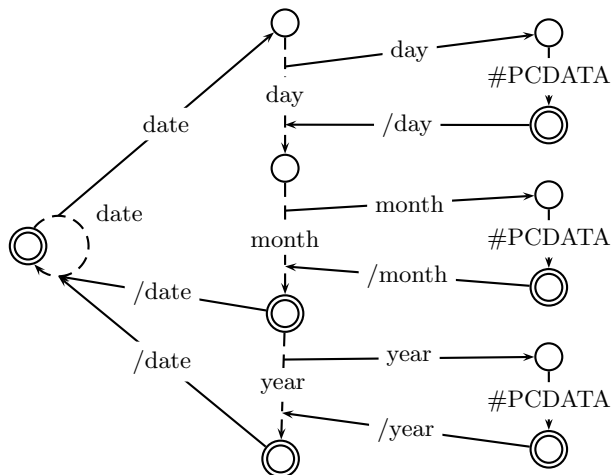 day
#PCDATA
day
/day
date
date
month
month
#PCDATA
/month
/date
/date
year
year
#PCDATA
/year